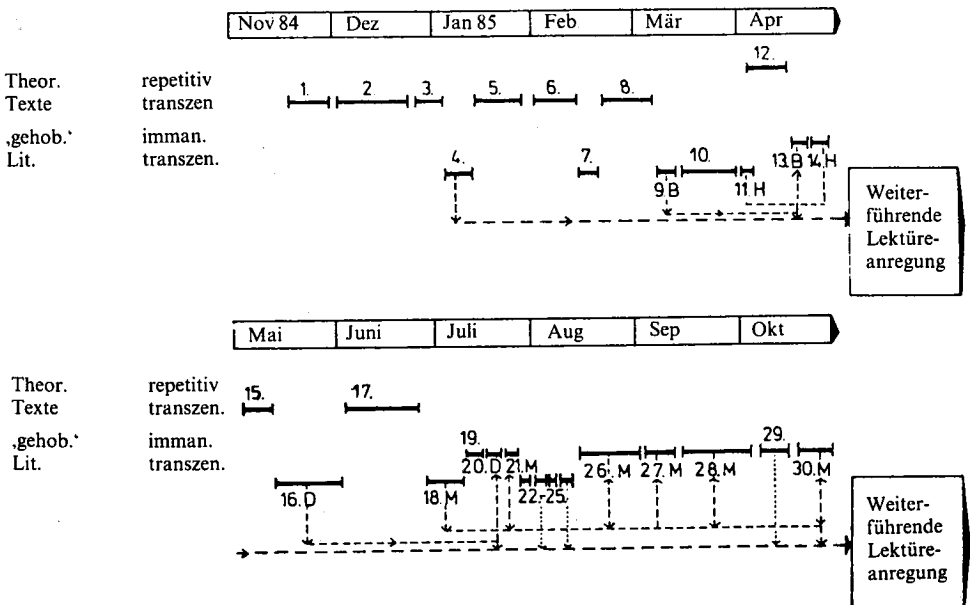 Nov 84 Dez Jan 85 Feb Mär Apr
12.
Theor. repetitiv
Texte transzen 1. 2 3. 5. 6. 8.
‚gehob.‘ imman.
Lit. transzen. 4. 7. 10. 13.B 14.H
9.B 11.H
Weiter-
führende
Lektüre-
anregung
Mai Juni Juli Aug Sep Okt
Theor. repetitiv
Texte transzen. 15. 17.
‚gehob.‘ imman. 19. 29.
Lit. transzen. 20.D 21.M 26.M 27.M 28.M 30.M
16.D 18.M 22.-25.
Weiter-
führende
Lektüre-
anregung